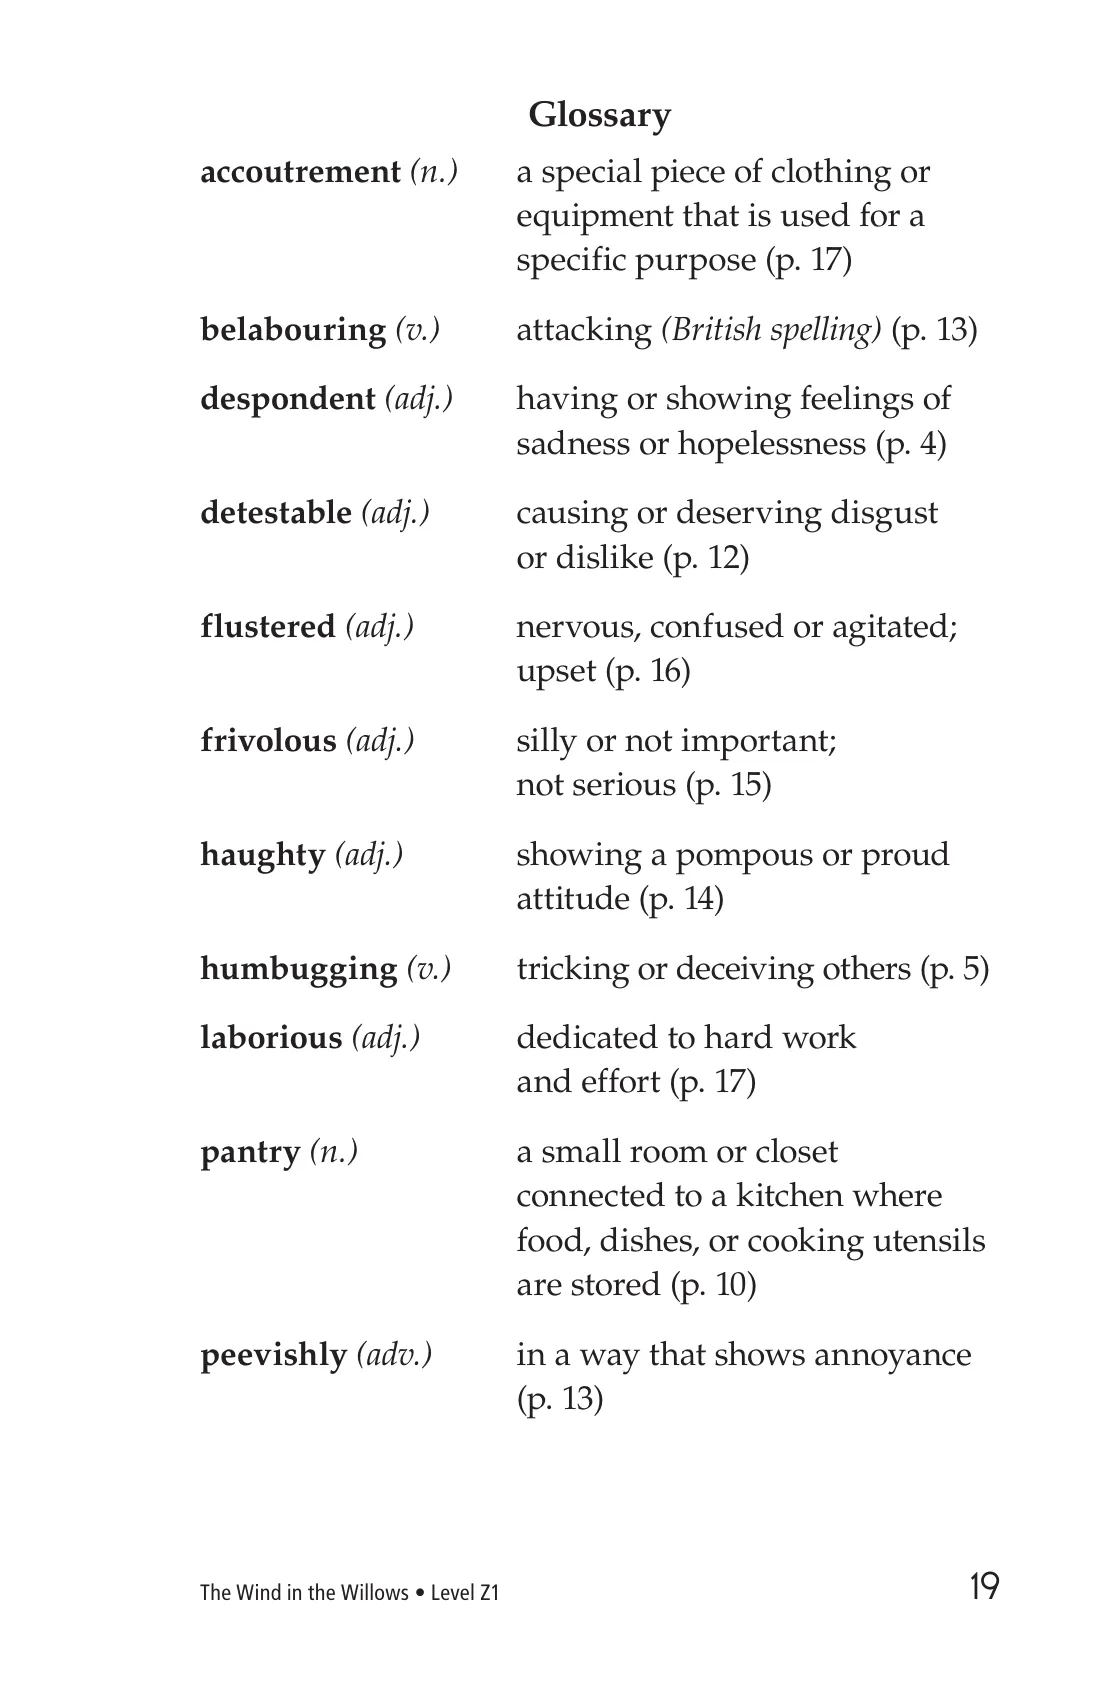 Glossary
accoutrement (n.) a special piece of clothing or
equipment that is used for a
specific purpose (p. 17)
belabouring (v.) attacking (British spelling) (p. 13)
despondent (adj.) having or showing feelings of
sadness or hopelessness (p. 4)
detestable (adj.) causing or deserving disgust
or dislike (p. 12)
flustered (adj.) nervous, confused or agitated;
upset (p. 16)
frivolous (adj.) silly or not important;
not serious (p. 15)
haughty (adj.) showing a pompous or proud
attitude (p. 14)
humbugging (v.) tricking or deceiving others (p. 5)
laborious (adj.) dedicated to hard work
and effort (p. 17)
pantry (n.) a small room or closet
connected to a kitchen where
food, dishes, or cooking utensils
are stored (p. 10)
peevishly (adv.) in a way that shows annoyance
(p. 13)
The Wind in the Willows • Level Z1 19